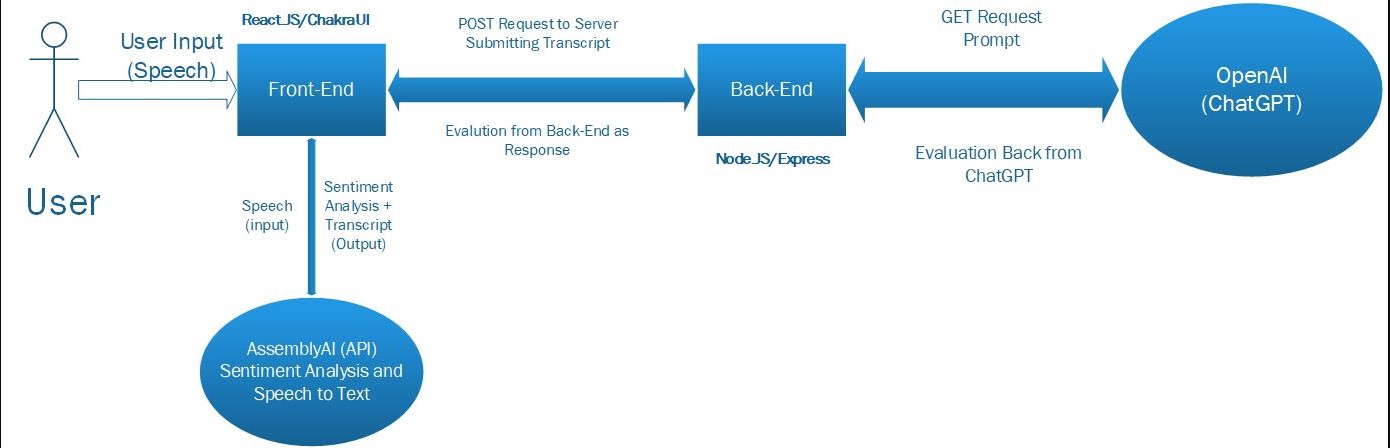 User Input
(Speech)
User
React.JS/ChakraUI
Front-End
POST Request to Server
Submitting Transcript
Evalution from Back-End as
Response
Back-End
Node.JS/Express
GET Request
Prompt
Evaluation Back from
ChatGPT
OpenAI
(ChatGPT)
Speech
(input)
Sentiment
Analysis +
Transcript
(Output)
AssemblyAI (API)
Sentiment Analysis and
Speech to Text